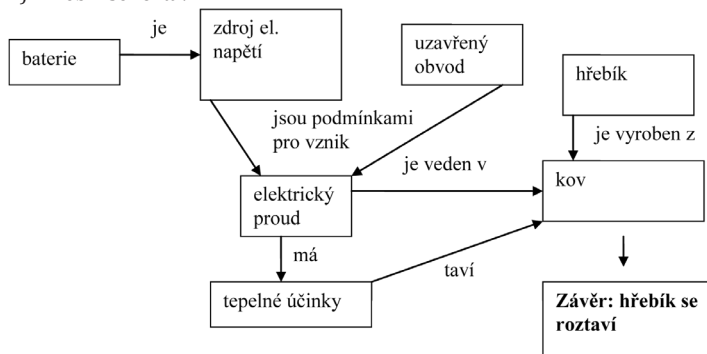 je
zdroj el.
napětí
uzavřený
obvod
baterie
hřebík
jsou podmínkami
pro vznik
je vyroben z
je veden v
elektrický
proud
kov
má
taví
tepelné účinky
Závěr: hřebík se
roztaví